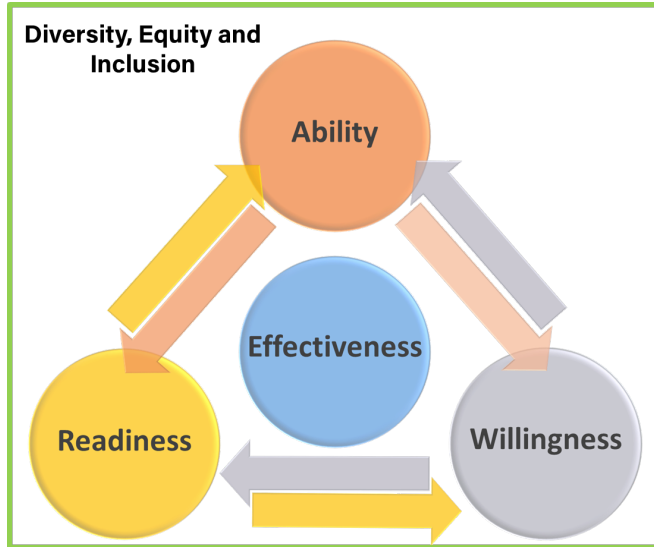 Diversity, Equity and
Inclusion
Ability
Effectiveness
Readiness
Willingness